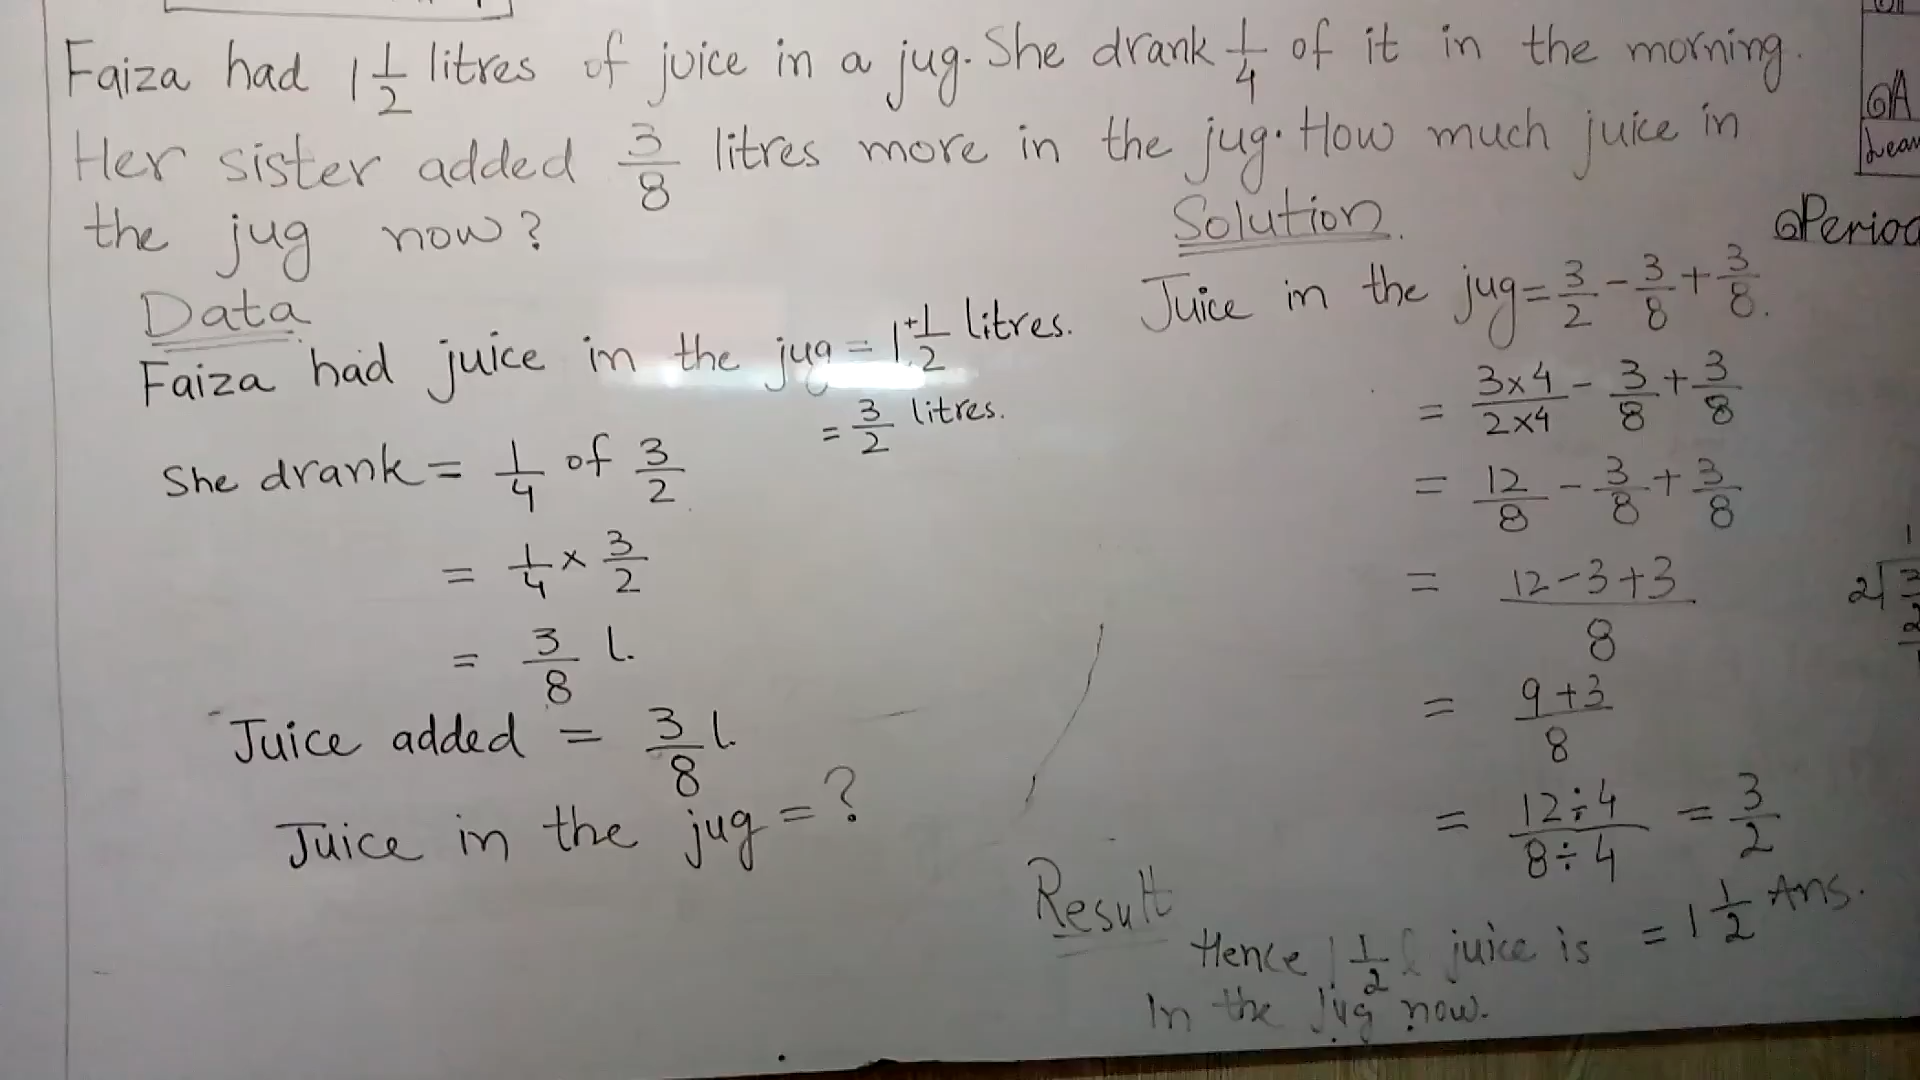 Faiza had 1 1/2 litres of juice in a jug. She drank 1/4 of it in the morning.
Her sister added 3/8 litres more in the jug. How much juice in
the jug now?
Data
Faiza had juice in the jug = 1 + 1/2 litres.
= 3/2 litres.
She drank = 1/4 of 3/2
= 1/4 × 3/2
= 3/8 l.
Juice added = 3/8 l.
Juice in the jug = ?
Solution.
Juice in the jug = 3/2 - 3/8 + 3/8.
= 3×4/2×4 - 3/8 + 3/8
= 12/8 - 3/8 + 3/8
= 12-3+3/8
= 9+3/8
= 12÷4/8÷4 = 3/2
= 1 1/2 Ans.
Result
Hence 1 1/2 l juice is
In the Jug now.
Period